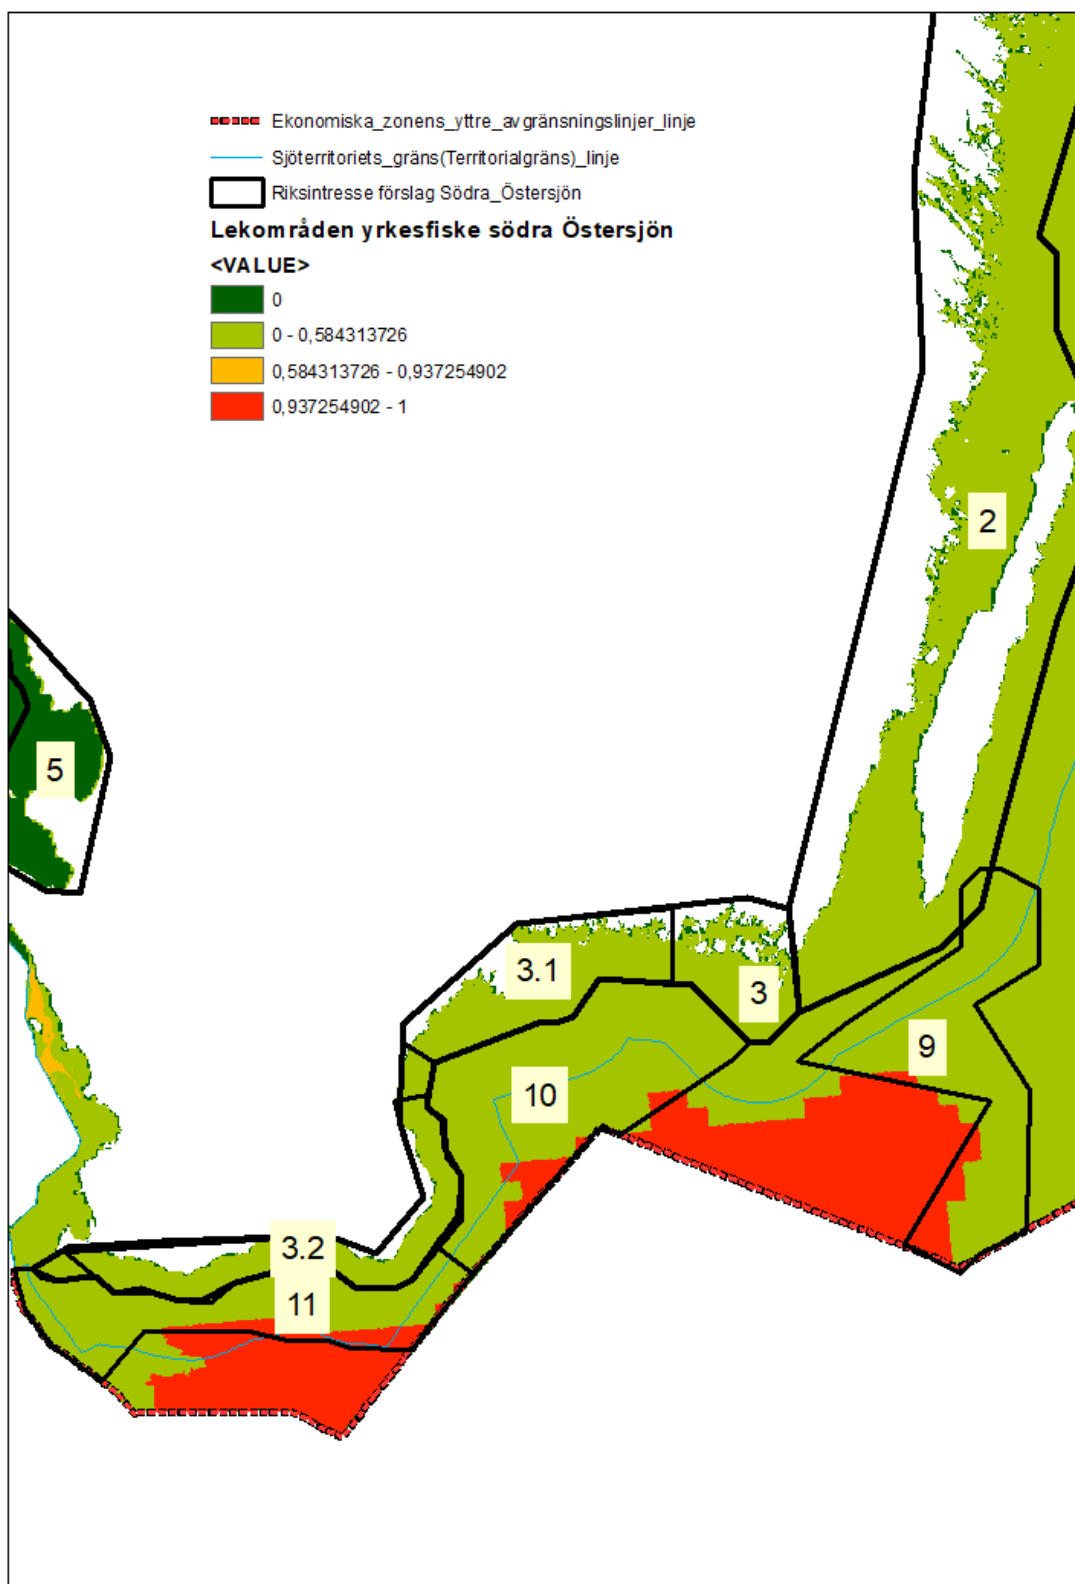 Ekonomiska_zonens_yttre_avgränsningslinjer_linje
Sjöterritoriets_gräns(Territorialgräns)_linje
Riksintresse förslag Södra_Östersjön
Lekområden yrkesfiske södra Östersjön
<VALUE>
0
0 - 0,584313726
0,584313726 - 0,937254902
0,937254902 - 1
2
5
3.1
3
9
10
3.2
11